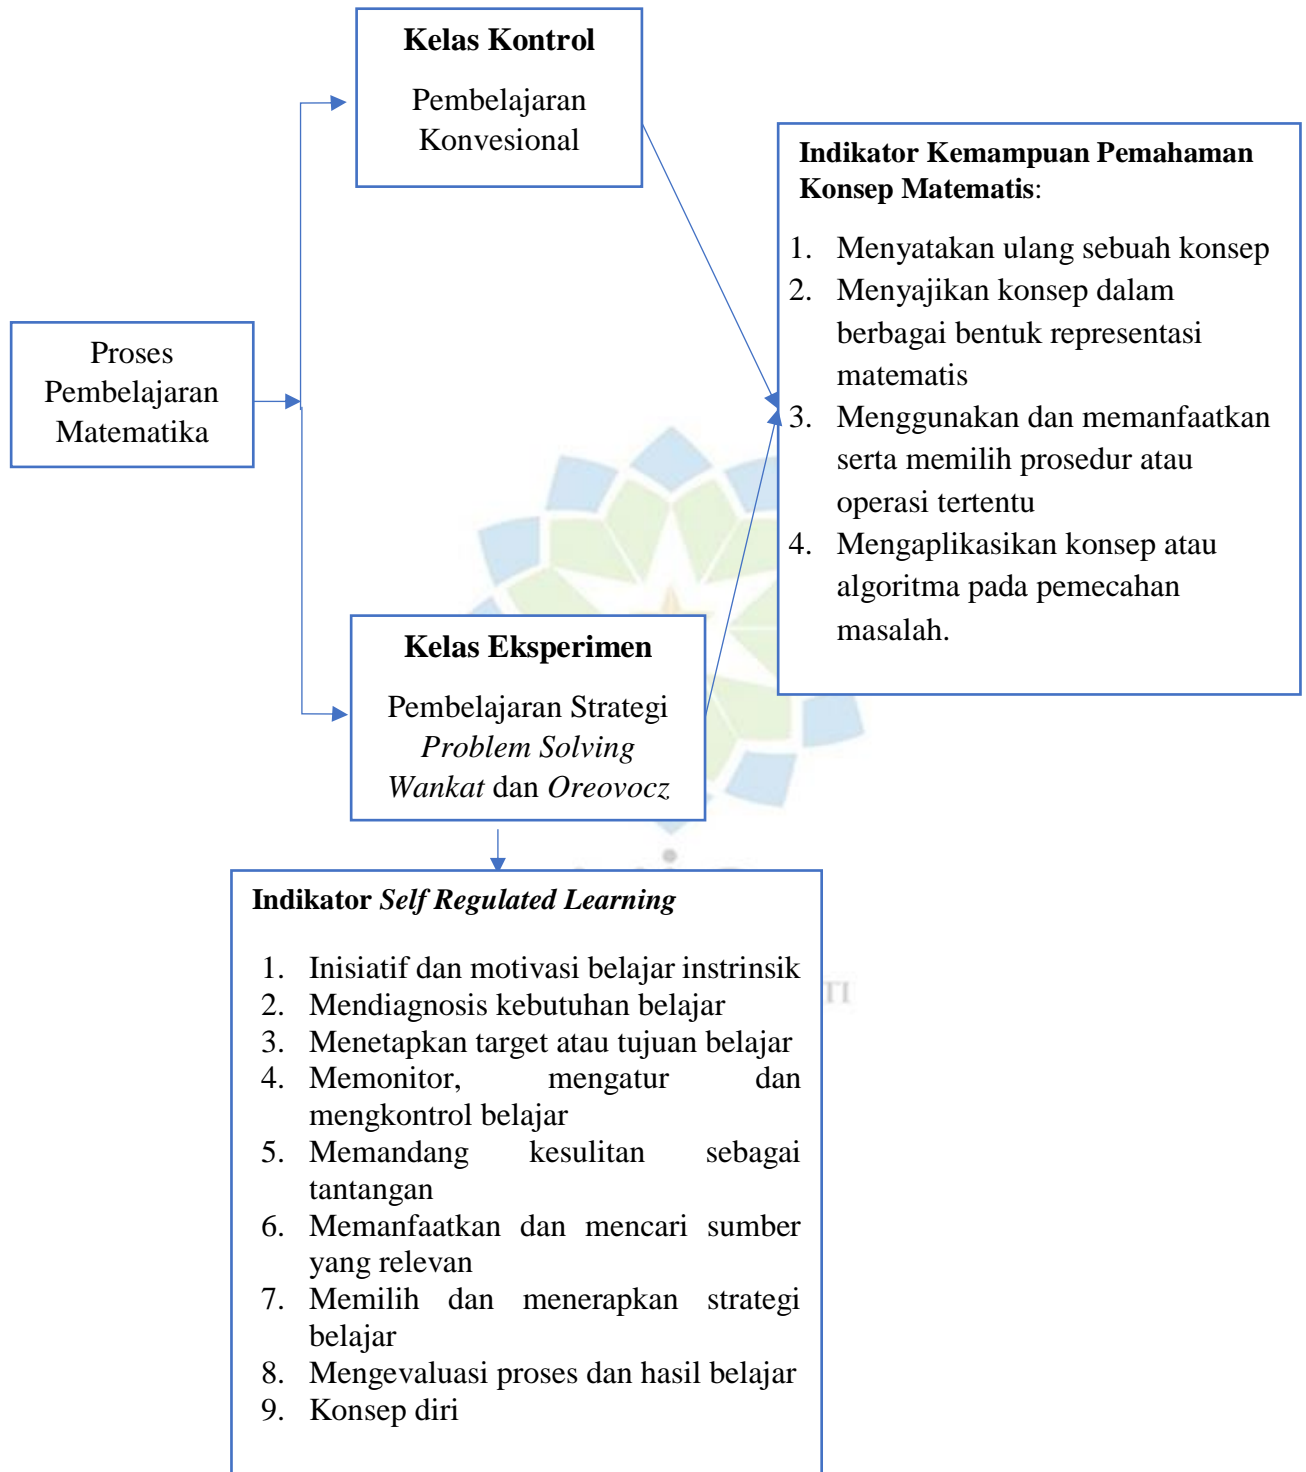 Kelas Kontrol
Pembelajaran
Konvesional
Indikator Kemampuan Pemahaman
Konsep Matematis:
1. Menyatakan ulang sebuah konsep
2. Menyajikan konsep dalam
berbagai bentuk representasi
matematis
3. Menggunakan dan memanfaatkan
serta memilih prosedur atau
operasi tertentu
4. Mengaplikasikan konsep atau
algoritma pada pemecahan
masalah.
Proses
Pembelajaran
Matematika
Kelas Eksperimen
Pembelajaran Strategi
Problem Solving
Wankat dan Oreovocz
Indikator Self Regulated Learning
1. Inisiatif dan motivasi belajar instrinsik
2. Mendiagnosis kebutuhan belajar
3. Menetapkan target atau tujuan belajar
4. Memonitor, mengatur dan
mengkontrol belajar
5. Memandang kesulitan sebagai
tantangan
6. Memanfaatkan dan mencari sumber
yang relevan
7. Memilih dan menerapkan strategi
belajar
8. Mengevaluasi proses dan hasil belajar
9. Konsep diri